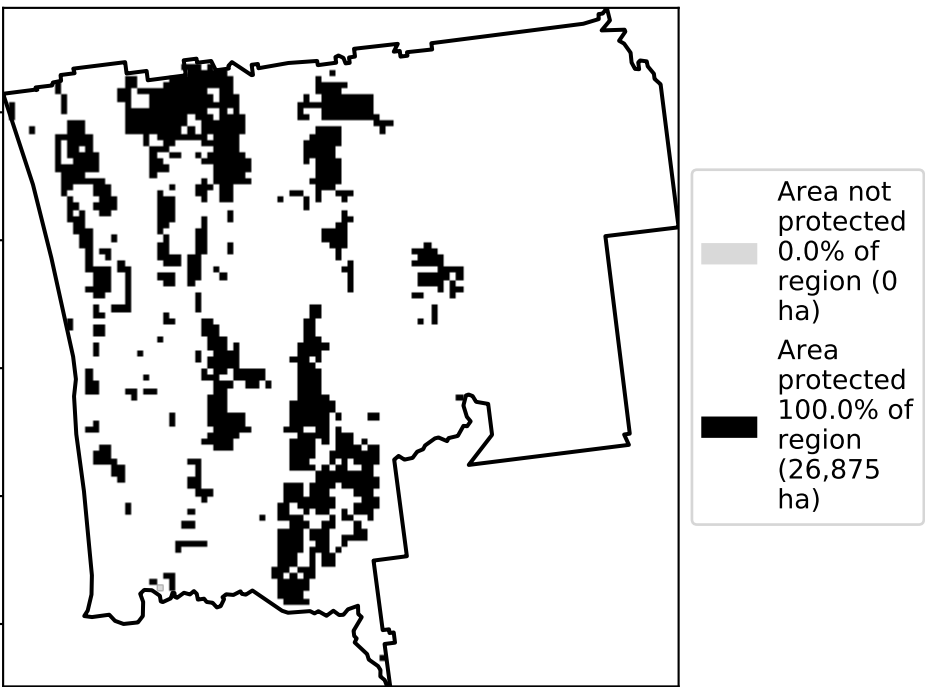 Area not
protected
0.0% of
region (0
ha)
Area
protected
100.0% of
region
(26,875
ha)